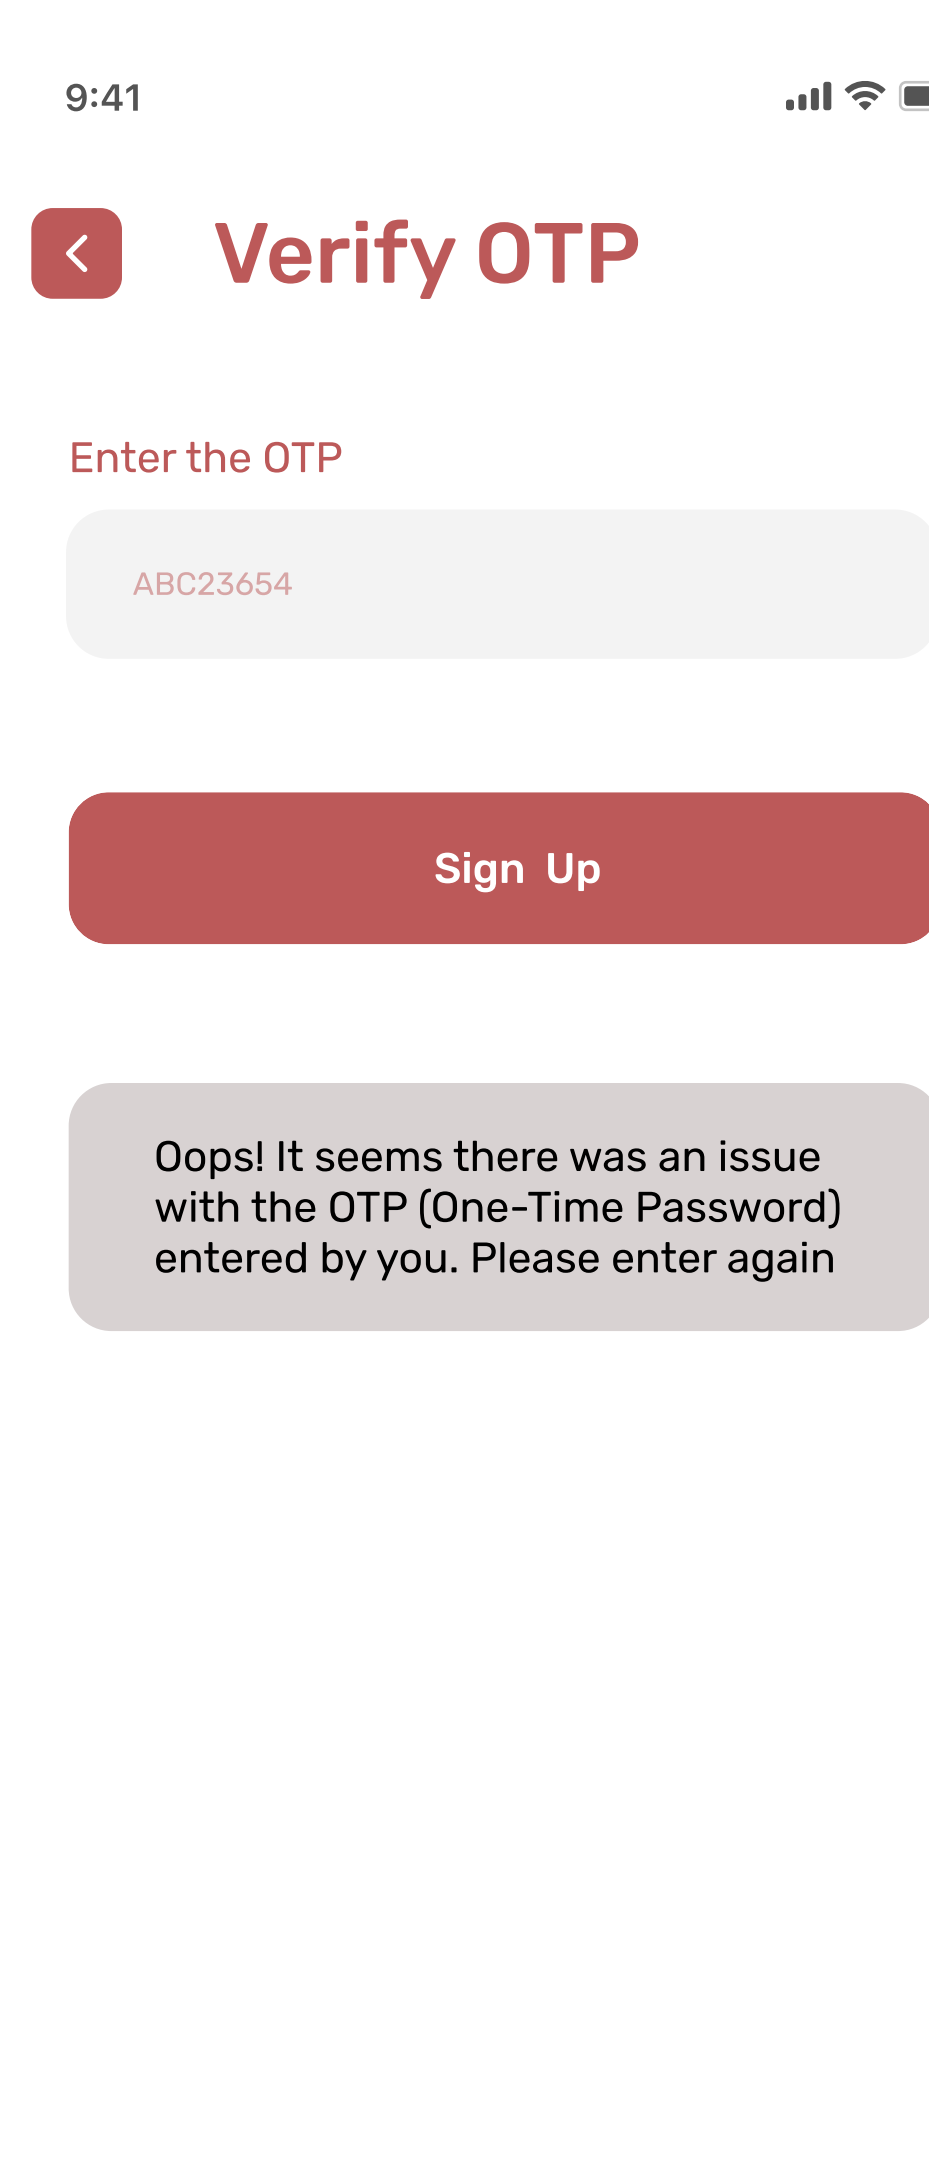 9:41
Verify OTP
Enter the OTP
ABC23654
Sign Up
Oops! It seems there was an issue
with the OTP (One-Time Password)
entered by you. Please enter again